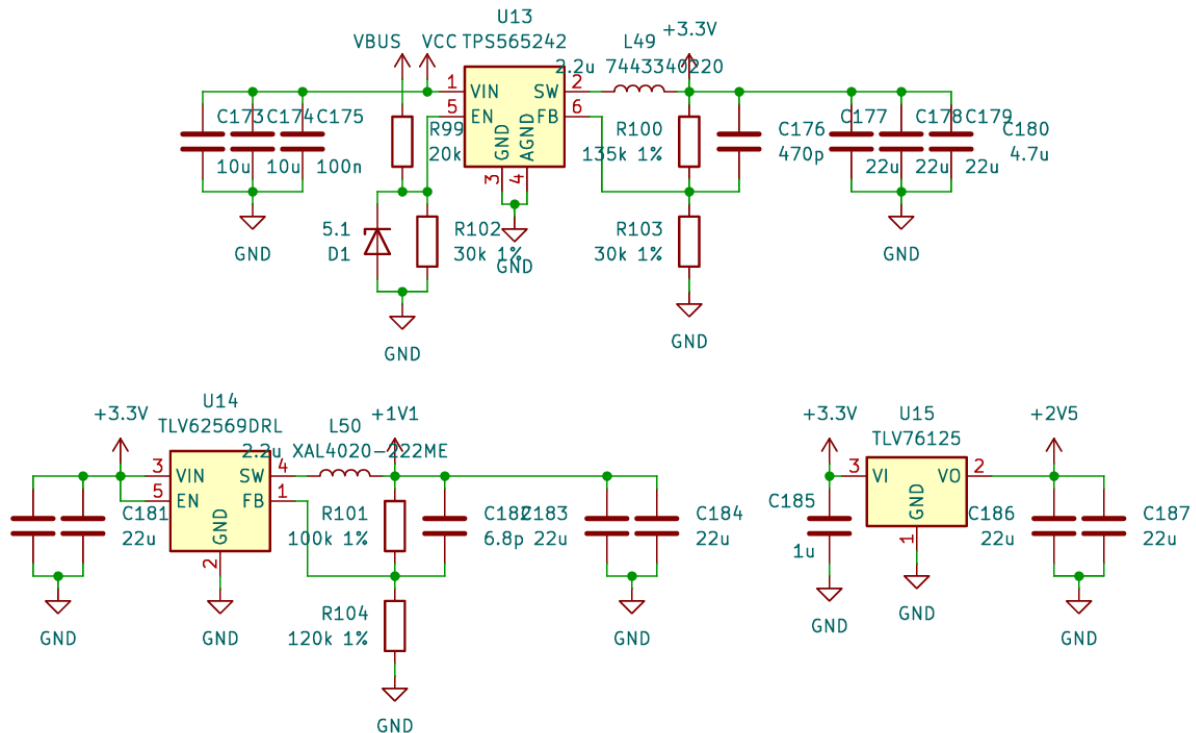 U13
TPS565242
VBUS
VCC
+3.3V
L49
2.2u 7443340220
1
VIN
SW
2
5
EN
FB
6
GND
AGND
3
4
C173
10u
C174
10u
C175
100n
R99
20k
R100
135k 1%
C176
470p
C177
22u
C178
22u
C179
22u
C180
4.7u
5.1
D1
R102
30k 1%
GND
R103
30k 1%
GND
GND
GND
GND
+3.3V
U14
TLV62569DRL
+1V1
L50
2.2u XAL4020-222ME
3
VIN
SW
4
5
EN
FB
1
GND
2
C181
22u
R101
100k 1%
C182
6.8p
C183
22u
C184
22u
R104
120k 1%
GND
GND
GND
GND
+3.3V
U15
TLV76125
+2V5
3
VI
VO
2
GND
1
C185
1u
C186
22u
C187
22u
GND
GND
GND